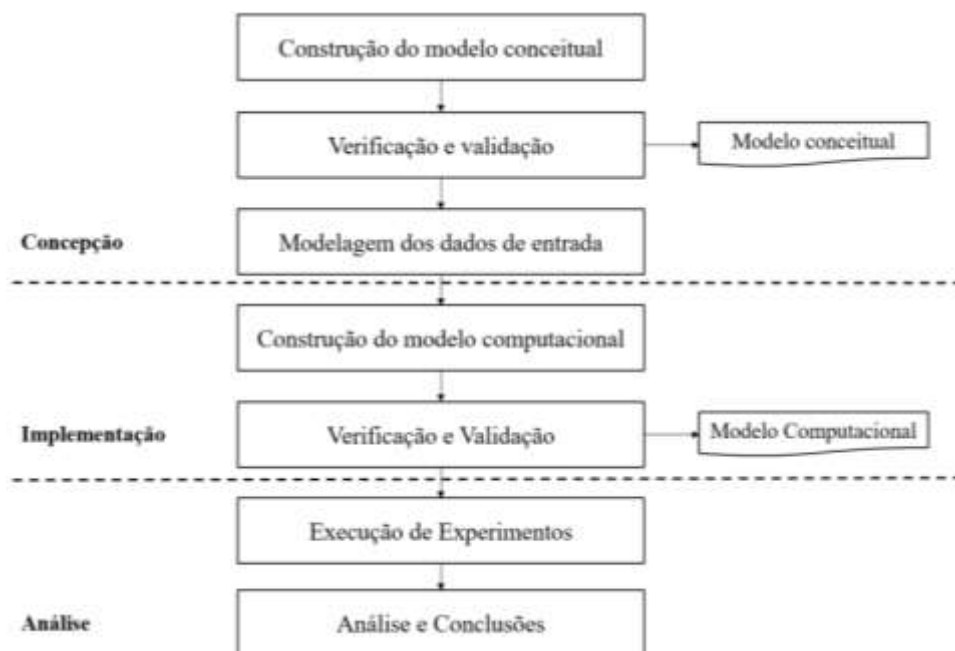 Construção do modelo conceitual
Verificação e validação
Modelo conceitual
Concepção
Modelagem dos dados de entrada
Construção do modelo computacional
Implementação
Verificação e Validação
Modelo Computacional
Execução de Experimentos
Análise
Análise e Conclusões